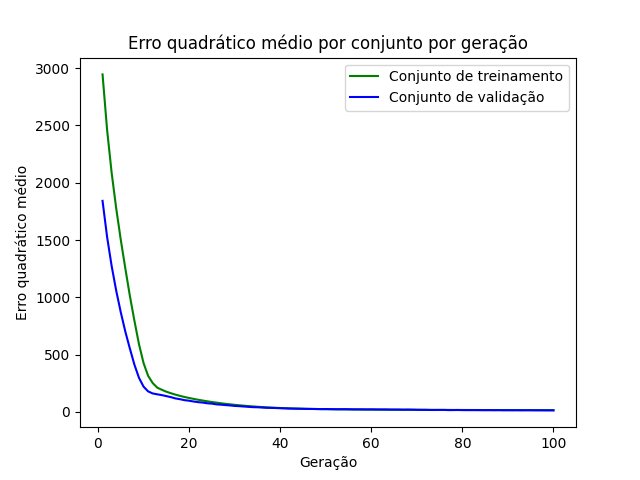 Erro quadrático médio por conjunto por geração
Conjunto de treinamento
Conjunto de validação
Erro quadrático médio
3000
2500
2000
1500
1000
500
0
0 20 40 60 80 100
Geração